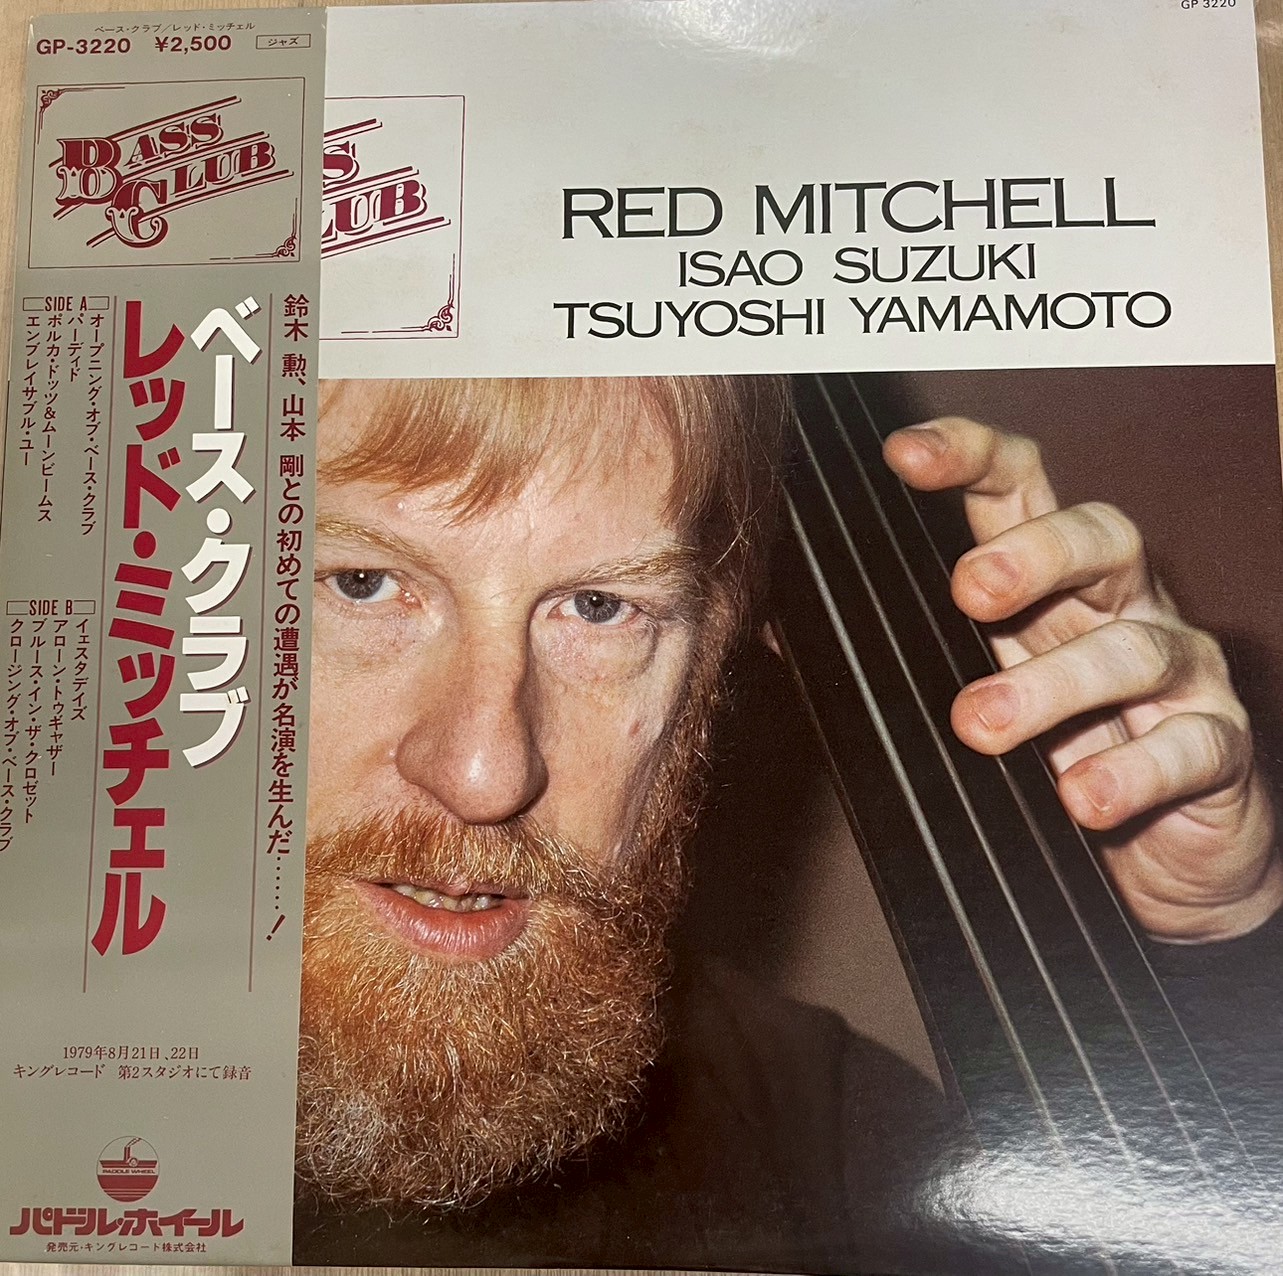 ベース・クラブ/レッド・ミッチェル
GP-3220 ¥2,500 ジャズ
BASS
CLUB
鈴木 勲、山本 剛との初めての遭遇が名演を生んだ……!
ベース・クラブ
レッド・ミッチェル
SIDE A
オープニング・オブ・ベース・クラブ
パーディド
ポルカ・ドッツ&ムーンビームス
エンブレイサブル・ユー
SIDE B
イェスタデイズ
アローン・トゥギャザー
ブルース・イン・ザ・クロゼット
クロージング・オブ・ベース・クラブ
1979年8月21日、22日
キングレコード 第2スタジオにて録音
PADDLE WHEEL
パドル・ホイール
発売元・キングレコード株式会社
GP 3220
S
LUB
RED MITCHELL
ISAO SUZUKI
TSUYOSHI YAMAMOTO